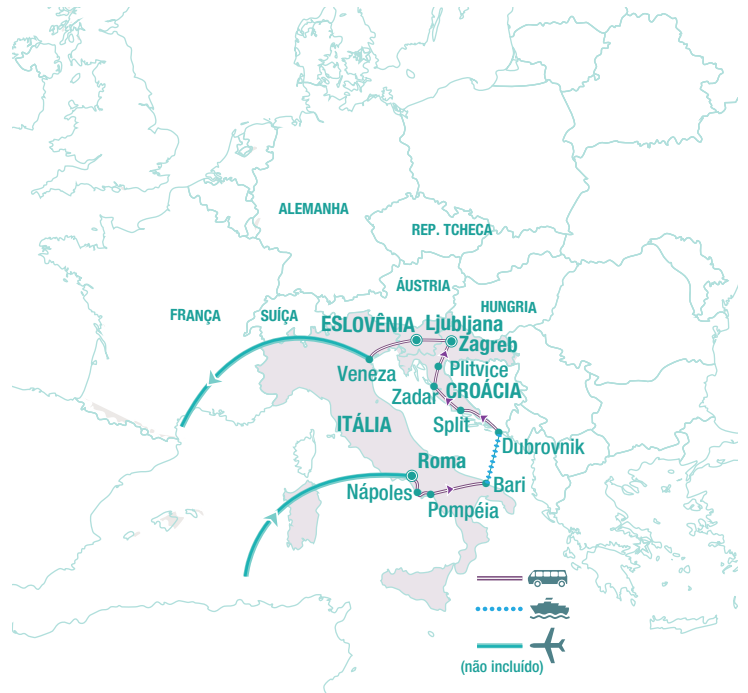 ALEMANHA
REP. TCHECA
ÁUSTRIA
HUNGRIA
FRANÇA
SUÍÇA
ESLOVÊNIA
Ljubljana
Zagreb
Veneza
Plitvice
Zadar
CROÁCIA
ITÁLIA
Split
Dubrovnik
Roma
Nápoles
Bari
Pompéia
(não incluído)